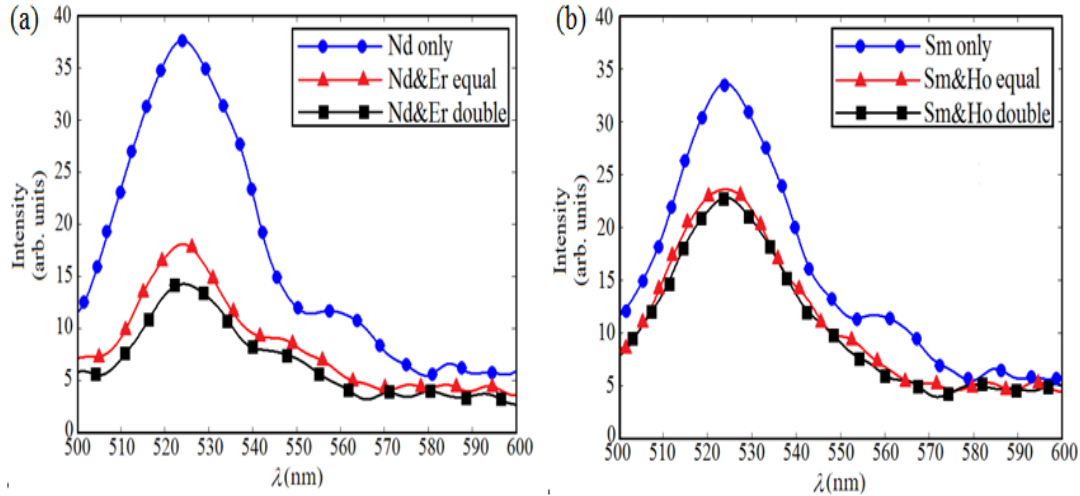 (a)
40
35
30
25
20
15
10
5
0
Intensity
(arb. units)
Nd only
Nd&Er equal
Nd&Er double
500 510 520 530 540 550 560 570 580 590 600
λ(nm)
(b)
40
35
30
25
20
15
10
5
0
Intensity
(arb. units)
Sm only
Sm&Ho equal
Sm&Ho double
500 510 520 530 540 550 560 570 580 590 600
λ(nm)